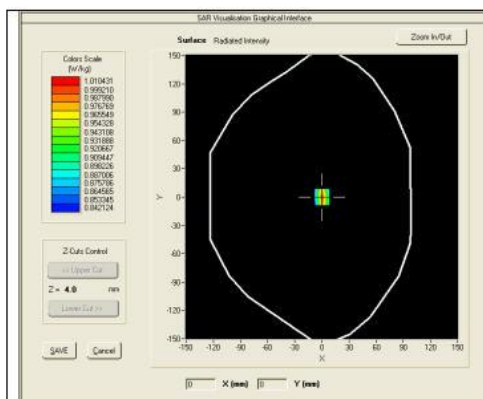 SAR Visualisation Graphical Interface
Surface Radiated Intensity
Zoom In/Out
Colors Scale
(W/kg)
1.010431
0.999210
0.987990
0.976769
0.965549
0.954328
0.943108
0.931888
0.920667
0.909447
0.898226
0.887006
0.875786
0.864565
0.853345
0.842124
Z-Cuts Control
<< Upper Cut
Z = 4.0 mm
Lower Cut >>
SAVE Cancel
Y
150
120
90
60
30
0
-30
-60
-90
-120
-150
-150 -120 -90 -60 -30 0 30 60 90 120 150
X
0 X (mm) 0 Y (mm)